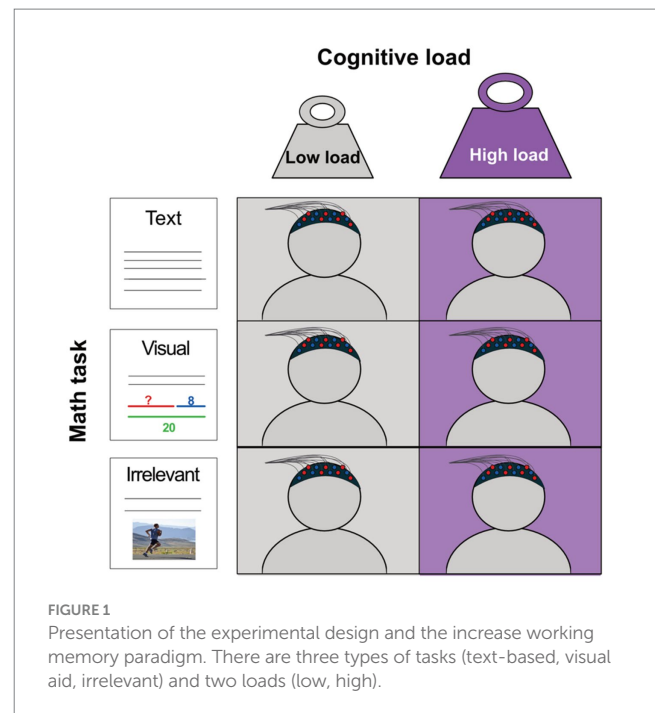 Cognitive load
Low load
High load
Text
Math task
Visual
? 8
20
Irrelevant
FIGURE 1
Presentation of the experimental design and the increase working
memory paradigm. There are three types of tasks (text-based, visual
aid, irrelevant) and two loads (low, high).